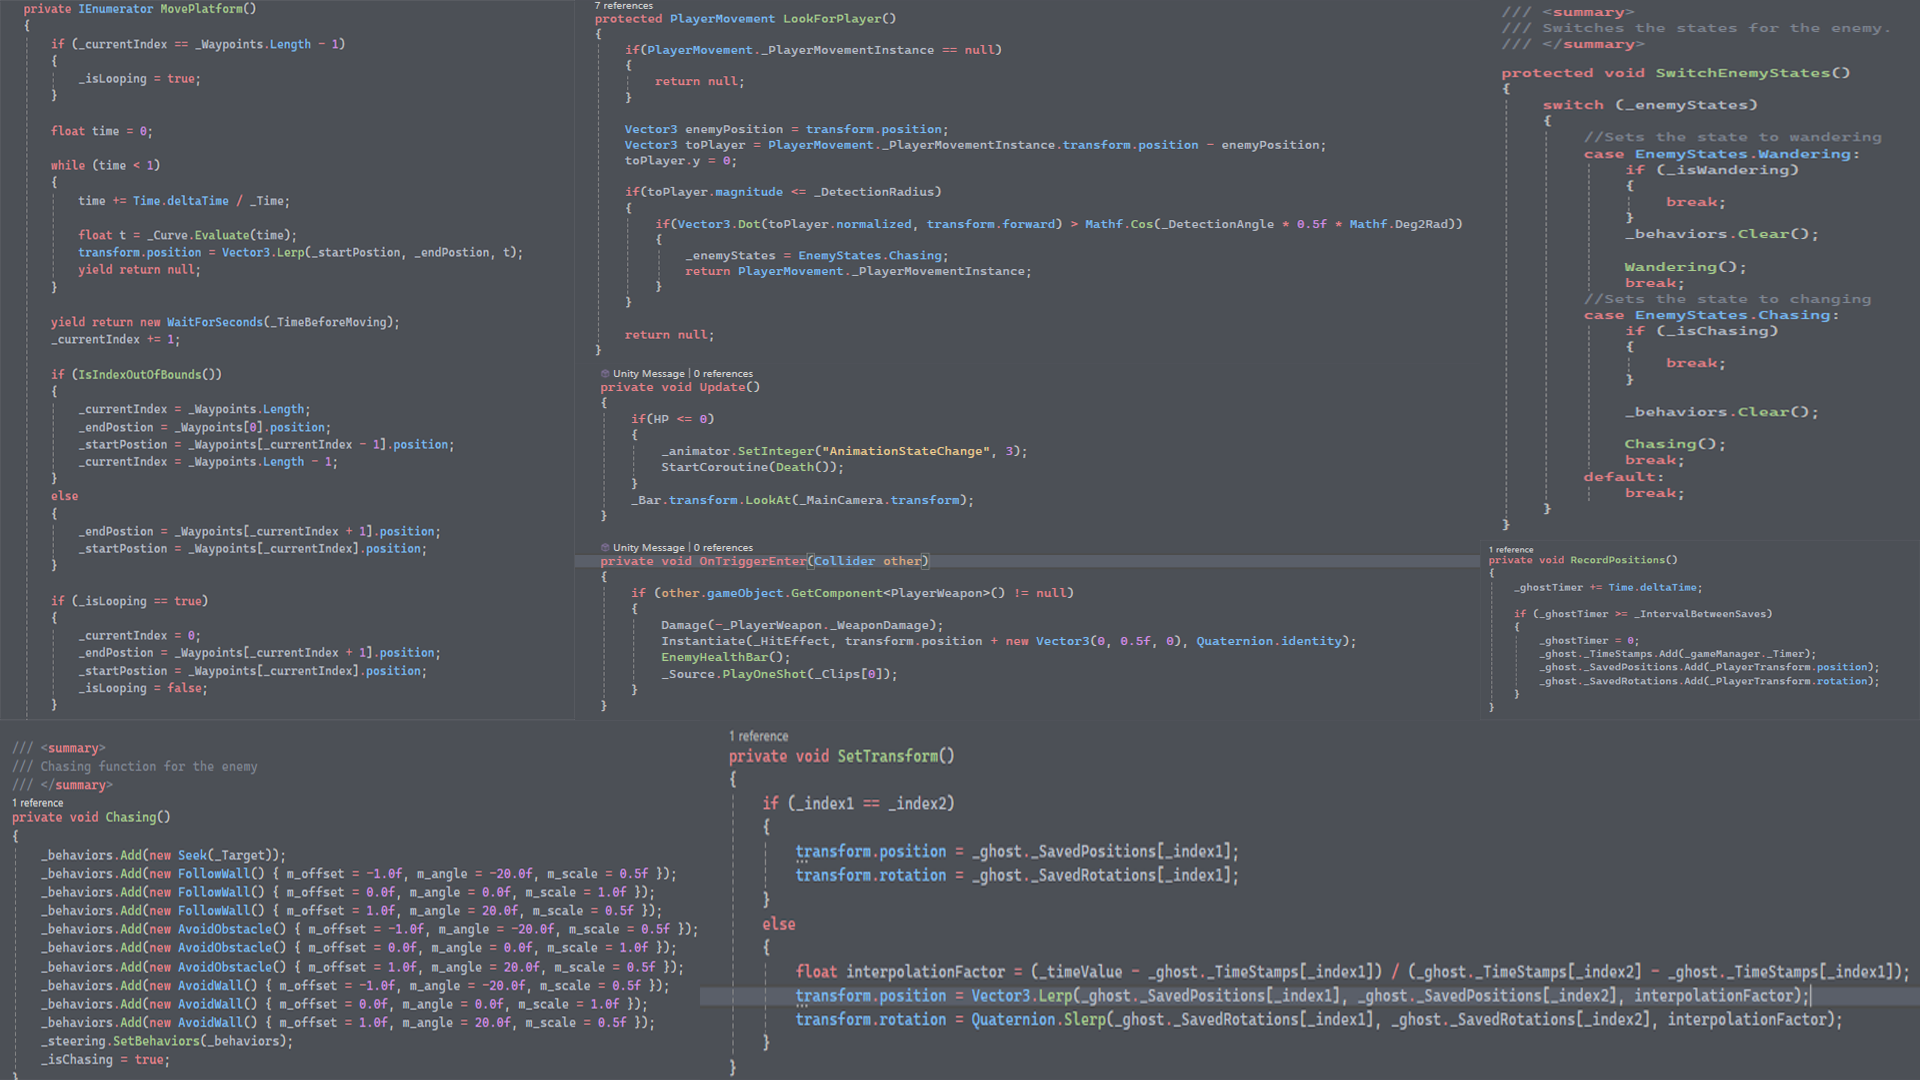 private IEnumerator MovePlatform()
{
if (_currentIndex == _Waypoints.Length - 1)
{
_isLooping = true;
}
float time = 0;
while (time < 1)
{
time += Time.deltaTime / _Time;
float t = _Curve.Evaluate(time);
transform.position = Vector3.Lerp(_startPostion, _endPostion, t);
yield return null;
}
yield return new WaitForSeconds(_TimeBeforeMoving);
_currentIndex += 1;
if (IsIndexOutOfBounds())
{
_currentIndex = _Waypoints.Length;
_endPostion = _Waypoints[0].position;
_startPostion = _Waypoints[_currentIndex - 1].position;
_currentIndex = _Waypoints.Length - 1;
}
else
{
_endPostion = _Waypoints[_currentIndex + 1].position;
_startPostion = _Waypoints[_currentIndex].position;
}
if (_isLooping == true)
{
_currentIndex = 0;
_endPostion = _Waypoints[_currentIndex + 1].position;
_startPostion = _Waypoints[_currentIndex].position;
_isLooping = false;
}
7 references
protected PlayerMovement LookForPlayer()
{
if(PlayerMovement._PlayerMovementInstance == null)
{
return null;
}
Vector3 enemyPosition = transform.position;
Vector3 toPlayer = PlayerMovement._PlayerMovementInstance.transform.position - enemyPosition;
toPlayer.y = 0;
if(toPlayer.magnitude <= _DetectionRadius)
{
if(Vector3.Dot(toPlayer.normalized, transform.forward) > Mathf.Cos(_DetectionAngle * 0.5f * Mathf.Deg2Rad))
{
_enemyStates = EnemyStates.Chasing;
return PlayerMovement._PlayerMovementInstance;
}
}
return null;
}
Unity Message | 0 references
private void Update()
{
if(HP <= 0)
{
_animator.SetInteger("AnimationStateChange", 3);
StartCoroutine(Death());
}
_Bar.transform.LookAt(_MainCamera.transform);
}
Unity Message | 0 references
private void OnTriggerEnter(Collider other)
{
if (other.gameObject.GetComponent<PlayerWeapon>() != null)
{
Damage(-_PlayerWeapon._WeaponDamage);
Instantiate(_HitEffect, transform.position + new Vector3(0, 0.5f, 0), Quaternion.identity);
EnemyHealthBar();
_Source.PlayOneShot(_Clips[0]);
}
}
/// <summary>
/// Switches the states for the enemy.
/// </summary>
protected void SwitchEnemyStates()
{
switch (_enemyStates)
{
//Sets the state to wandering
case EnemyStates.Wandering:
if (_isWandering)
{
break;
}
_behaviors.Clear();
Wandering();
break;
//Sets the state to changing
case EnemyStates.Chasing:
if (_isChasing)
{
break;
}
_behaviors.Clear();
Chasing();
break;
default:
break;
}
}
1 reference
private void RecordPositions()
{
_ghostTimer += Time.deltaTime;
if (_ghostTimer >= _IntervalBetweenSaves)
{
_ghostTimer = 0;
_ghost._TimeStamps.Add(_gameManager._Timer);
_ghost._SavedPositions.Add(_PlayerTransform.position);
_ghost._SavedRotations.Add(_PlayerTransform.rotation);
}
}
/// <summary>
/// Chasing function for the enemy
/// </summary>
1 reference
private void Chasing()
{
_behaviors.Add(new Seek(_Target));
_behaviors.Add(new FollowWall() { m_offset = -1.0f, m_angle = -20.0f, m_scale = 0.5f });
_behaviors.Add(new FollowWall() { m_offset = 0.0f, m_angle = 0.0f, m_scale = 1.0f });
_behaviors.Add(new FollowWall() { m_offset = 1.0f, m_angle = 20.0f, m_scale = 0.5f });
_behaviors.Add(new AvoidObstacle() { m_offset = -1.0f, m_angle = -20.0f, m_scale = 0.5f });
_behaviors.Add(new AvoidObstacle() { m_offset = 0.0f, m_angle = 0.0f, m_scale = 1.0f });
_behaviors.Add(new AvoidObstacle() { m_offset = 1.0f, m_angle = 20.0f, m_scale = 0.5f });
_behaviors.Add(new AvoidWall() { m_offset = -1.0f, m_angle = -20.0f, m_scale = 0.5f });
_behaviors.Add(new AvoidWall() { m_offset = 0.0f, m_angle = 0.0f, m_scale = 1.0f });
_behaviors.Add(new AvoidWall() { m_offset = 1.0f, m_angle = 20.0f, m_scale = 0.5f });
_steering.SetBehaviors(_behaviors);
_isChasing = true;
}
1 reference
private void SetTransform()
{
if (_index1 == _index2)
{
transform.position = _ghost._SavedPositions[_index1];
transform.rotation = _ghost._SavedRotations[_index1];
}
else
{
float interpolationFactor = (_timeValue - _ghost._TimeStamps[_index1]) / (_ghost._TimeStamps[_index2] - _ghost._TimeStamps[_index1]);
transform.position = Vector3.Lerp(_ghost._SavedPositions[_index1], _ghost._SavedPositions[_index2], interpolationFactor);
transform.rotation = Quaternion.Slerp(_ghost._SavedRotations[_index1], _ghost._SavedRotations[_index2], interpolationFactor);
}
}